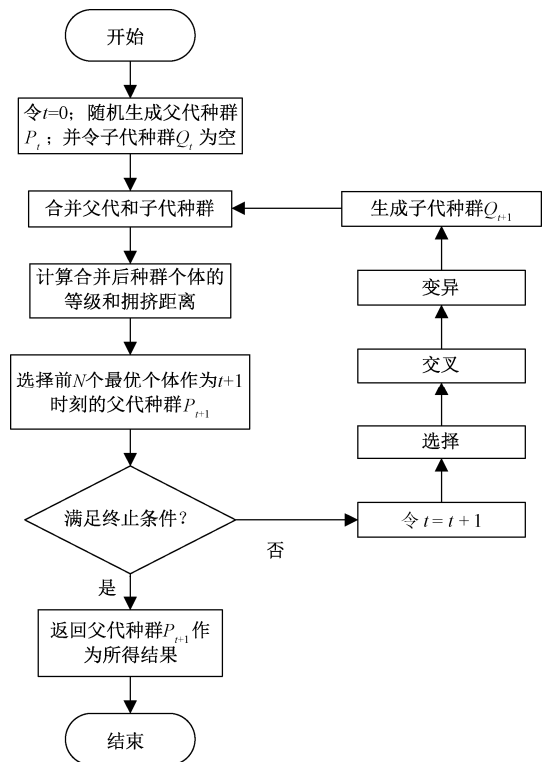 开始
令t=0；随机生成父代种群
Pt；并令子代种群Qt 为空
合并父代和子代种群
生成子代种群Qt+1
计算合并后种群个体的
等级和拥挤距离
变异
选择前N个最优个体作为t+1
时刻的父代种群Pt+1
交叉
选择
满足终止条件？
令 t = t + 1
否
是
返回父代种群Pt+1作
为所得结果
结束